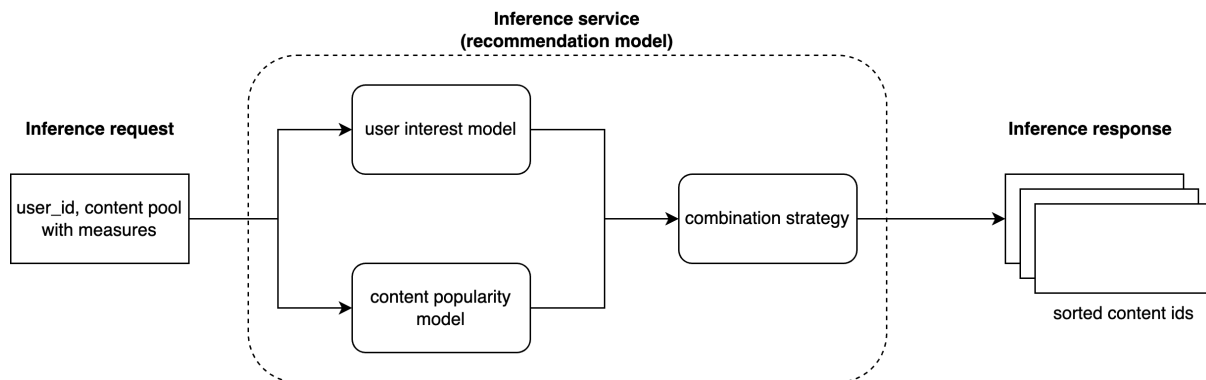 Inference service
(recommendation model)
Inference request
user_id, content pool
with measures
user interest model
content popularity
model
combination strategy
Inference response
sorted content ids